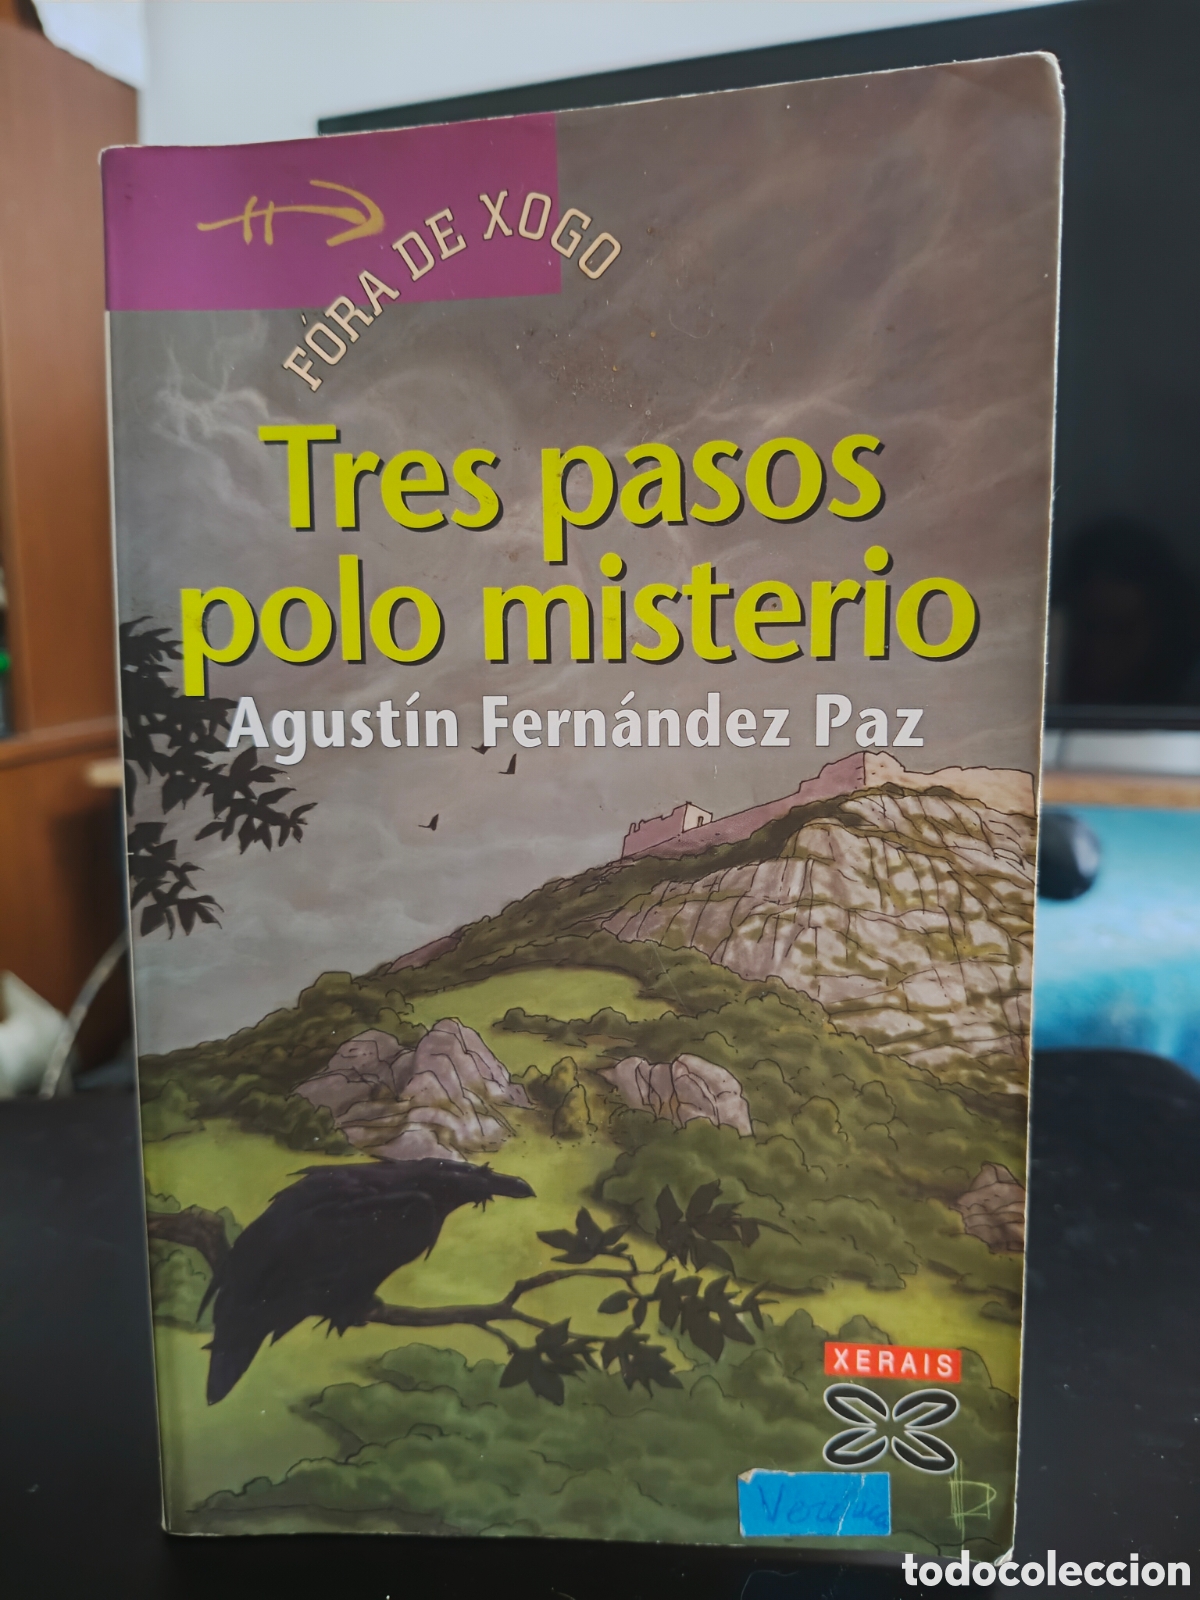 FÓRA DE XOGO
Tres pasos
polo misterio
Agustín Fernández Paz
XERAIS
todocoleccion